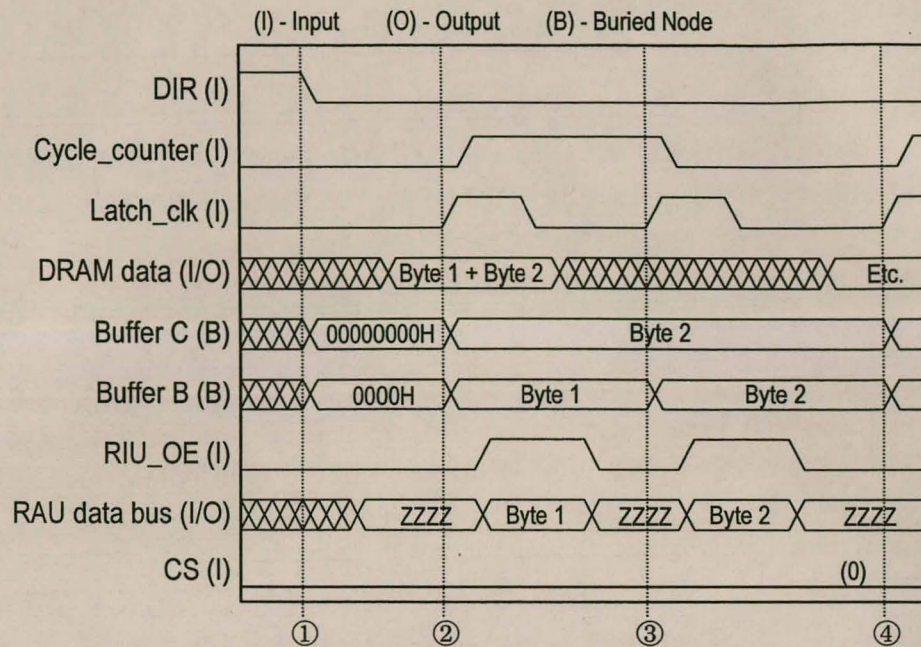 (I) - Input (O) - Output (B) - Buried Node
DIR (I)
Cycle_counter (I)
Latch_clk (I)
DRAM data (I/O) Byte 1 + Byte 2 Etc.
Buffer C (B) 00000000H Byte 2
Buffer B (B) 0000H Byte 1 Byte 2
RIU_OE (I)
RAU data bus (I/O) ZZZZ Byte 1 ZZZZ Byte 2 ZZZZ
CS (I) (0)
① ② ③ ④